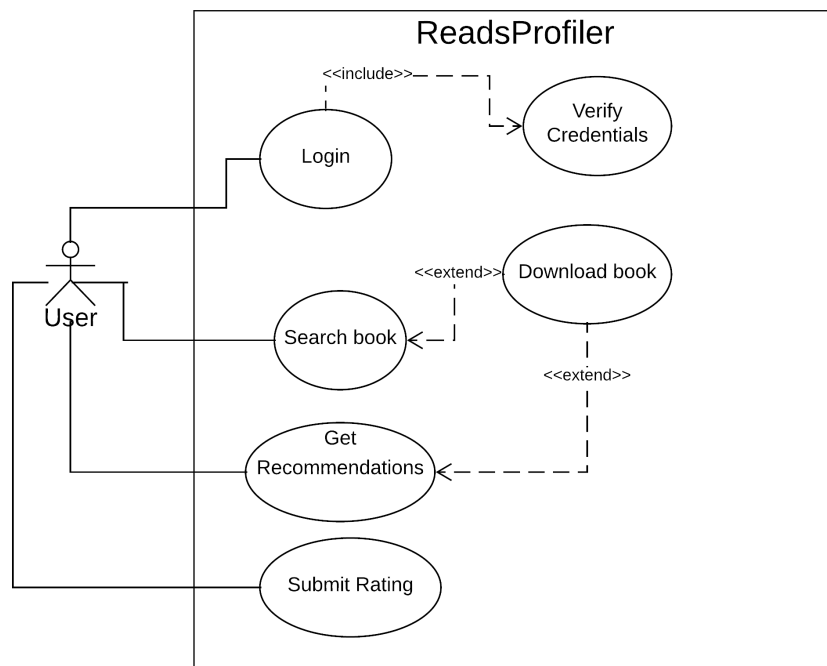 ReadsProfiler
<<include>>
Verify
Credentials
Login
<<extend>>
Download book
User
Search book
<<extend>>
Get
Recommendations
Submit Rating